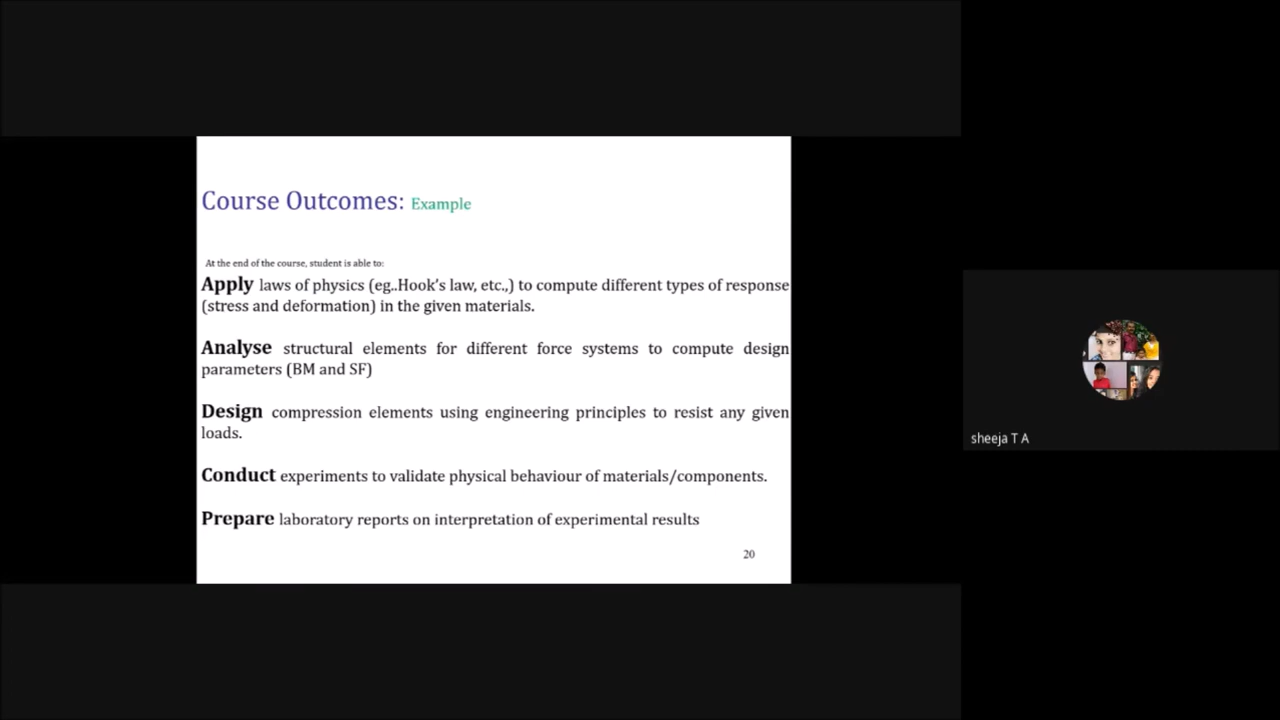 Course Outcomes: Example
At the end of the course, student is able to:
Apply laws of physics (eg..Hook's law, etc.,) to compute different types of response
(stress and deformation) in the given materials.
Analyse structural elements for different force systems to compute design
parameters (BM and SF)
Design compression elements using engineering principles to resist any given
loads.
Conduct experiments to validate physical behaviour of materials/components.
Prepare laboratory reports on interpretation of experimental results
20
sheeja T A